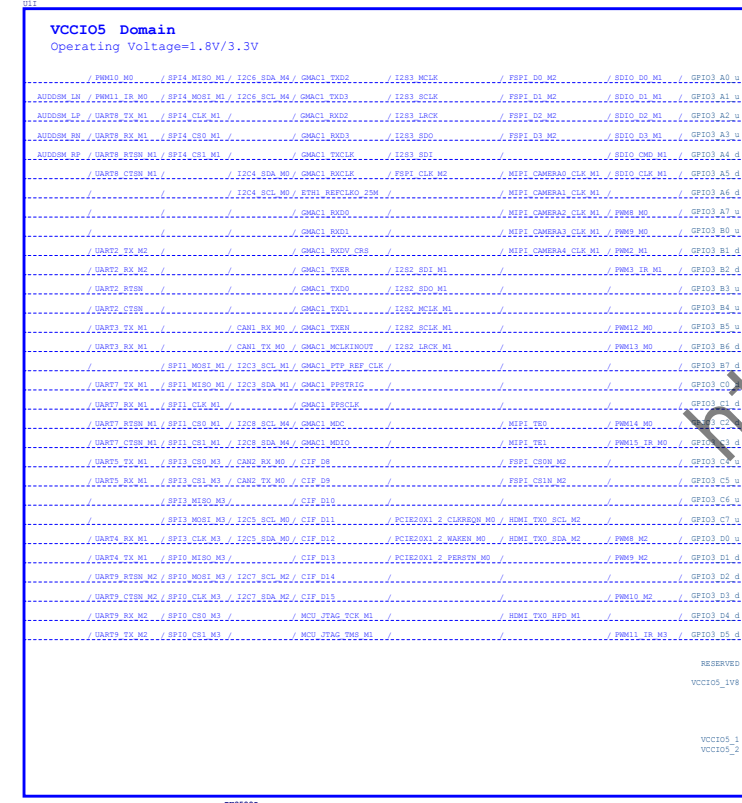 U1I
VCCIO5 Domain
Operating Voltage=1.8V/3.3V
/ PWM10_M0 / SPI4_MISO_M1 / I2C6_SDA_M4 / GMAC1_TXD2 / I2S3_MCLK / FSPI_D0_M2 / SDIO_D0_M1 / GPIO3_A0_u
AUDDSM_LN / PWM11_IR_M0 / SPI4_MOSI_M1 / I2C6_SCL_M4 / GMAC1_TXD3 / I2S3_SCLK / FSPI_D1_M2 / SDIO_D1_M1 / GPIO3_A1_u
AUDDSM_LP / UART8_TX_M1 / SPI4_CLK_M1 / / GMAC1_RXD2 / I2S3_LRCK / FSPI_D2_M2 / SDIO_D2_M1 / GPIO3_A2_u
AUDDSM_RN / UART8_RX_M1 / SPI4_CS0_M1 / / GMAC1_RXD3 / I2S3_SDO / FSPI_D3_M2 / SDIO_D3_M1 / GPIO3_A3_u
AUDDSM_RP / UART8_RTSN_M1 / SPI4_CS1_M1 / / GMAC1_TXCLK / I2S3_SDI / / SDIO_CMD_M1 / GPIO3_A4_d
/ UART8_CTSN_M1 / / I2C4_SDA_M0 / GMAC1_RXCLK / FSPI_CLK_M2 / MIPI_CAMERA0_CLK_M1 / SDIO_CLK_M1 / GPIO3_A5_d
/ / / I2C4_SCL_M0 / ETH1_REFCLKO_25M / / MIPI_CAMERA1_CLK_M1 / / GPIO3_A6_d
/ / / / GMAC1_RXD0 / / MIPI_CAMERA2_CLK_M1 / PWM8_M0 / GPIO3_A7_u
/ / / / GMAC1_RXD1 / / MIPI_CAMERA3_CLK_M1 / PWM9_M0 / GPIO3_B0_u
/ UART2_TX_M2 / / / GMAC1_RXDV_CRS / / MIPI_CAMERA4_CLK_M1 / PWM2_M1 / GPIO3_B1_d
/ UART2_RX_M2 / / / GMAC1_TXER / I2S2_SDI_M1 / / PWM3_IR_M1 / GPIO3_B2_d
/ UART2_RTSN / / / GMAC1_TXD0 / I2S2_SDO_M1 / / / GPIO3_B3_u
/ UART2_CTSN / / / GMAC1_TXD1 / I2S2_MCLK_M1 / / / GPIO3_B4_u
/ UART3_TX_M1 / / CAN1_RX_M0 / GMAC1_TXEN / I2S2_SCLK_M1 / / PWM12_M0 / GPIO3_B5_u
/ UART3_RX_M1 / / CAN1_TX_M0 / GMAC1_MCLKINOUT / I2S2_LRCK_M1 / / PWM13_M0 / GPIO3_B6_d
/ / SPI1_MOSI_M1 / I2C3_SCL_M1 / GMAC1_PTP_REF_CLK / / / / GPIO3_B7_d
/ UART7_TX_M1 / SPI1_MISO_M1 / I2C3_SDA_M1 / GMAC1_PPSTRIG / / / / GPIO3_C0_d
/ UART7_RX_M1 / SPI1_CLK_M1 / / GMAC1_PPSCLK / / / / GPIO3_C1_d
/ UART7_RTSN_M1 / SPI1_CS0_M1 / I2C8_SCL_M4 / GMAC1_MDC / / MIPI_TE0 / PWM14_M0 / GPIO3_C2_d
/ UART7_CTSN_M1 / SPI1_CS1_M1 / I2C8_SDA_M4 / GMAC1_MDIO / / MIPI_TE1 / PWM15_IR_M0 / GPIO3_C3_d
/ UART5_TX_M1 / SPI3_CS0_M3 / CAN2_RX_M0 / CIF_D8 / / FSPI_CS0N_M2 / / GPIO3_C4_u
/ UART5_RX_M1 / SPI3_CS1_M3 / CAN2_TX_M0 / CIF_D9 / / FSPI_CS1N_M2 / / GPIO3_C5_u
/ / SPI3_MISO_M3 / / CIF_D10 / / / / GPIO3_C6_u
/ / SPI3_MOSI_M3 / I2C5_SCL_M0 / CIF_D11 / PCIE20X1_2_CLKREQN_M0 / HDMI_TX0_SCL_M2 / / GPIO3_C7_u
/ UART4_RX_M1 / SPI3_CLK_M3 / I2C5_SDA_M0 / CIF_D12 / PCIE20X1_2_WAKEN_M0 / HDMI_TX0_SDA_M2 / PWM8_M2 / GPIO3_D0_u
/ UART4_TX_M1 / SPI0_MISO_M3 / / CIF_D13 / PCIE20X1_2_PERSTN_M0 / / PWM9_M2 / GPIO3_D1_d
/ UART9_RTSN_M2 / SPI0_MOSI_M3 / I2C7_SCL_M2 / CIF_D14 / / / / GPIO3_D2_d
/ UART9_CTSN_M2 / SPI0_CLK_M3 / I2C7_SDA_M2 / CIF_D15 / / / PWM10_M2 / GPIO3_D3_d
/ UART9_RX_M2 / SPI0_CS0_M3 / / MCU_JTAG_TCK_M1 / / HDMI_TX0_HPD_M1 / / GPIO3_D4_d
/ UART9_TX_M2 / SPI0_CS1_M3 / / MCU_JTAG_TMS_M1 / / / PWM11_IR_M3 / GPIO3_D5_d
RESERVED
VCCIO5_1V8
VCCIO5_1
VCCIO5_2
ht